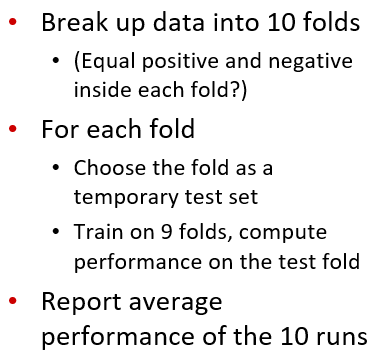 • Break up data into 10 folds
• (Equal positive and negative
inside each fold?)
• For each fold
• Choose the fold as a
temporary test set
• Train on 9 folds, compute
performance on the test fold
• Report average
performance of the 10 runs